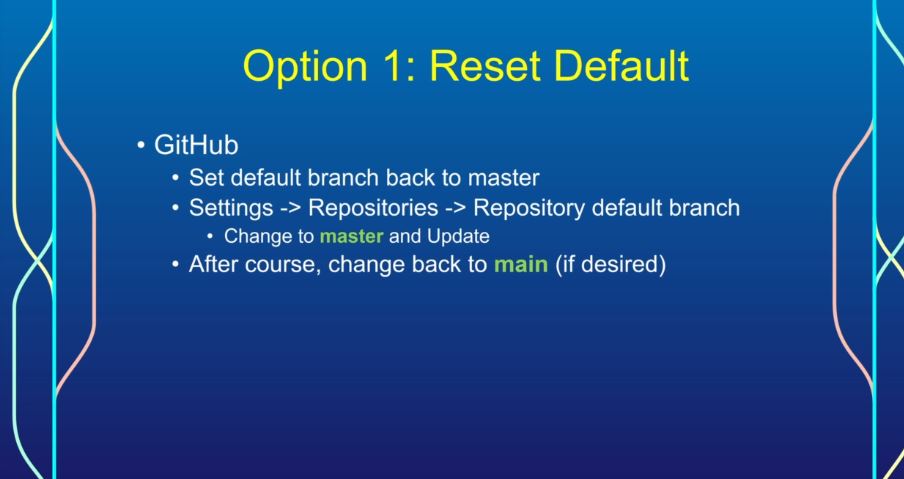 Option 1: Reset Default
• GitHub
• Set default branch back to master
• Settings -> Repositories -> Repository default branch
• Change to master and Update
• After course, change back to main (if desired)